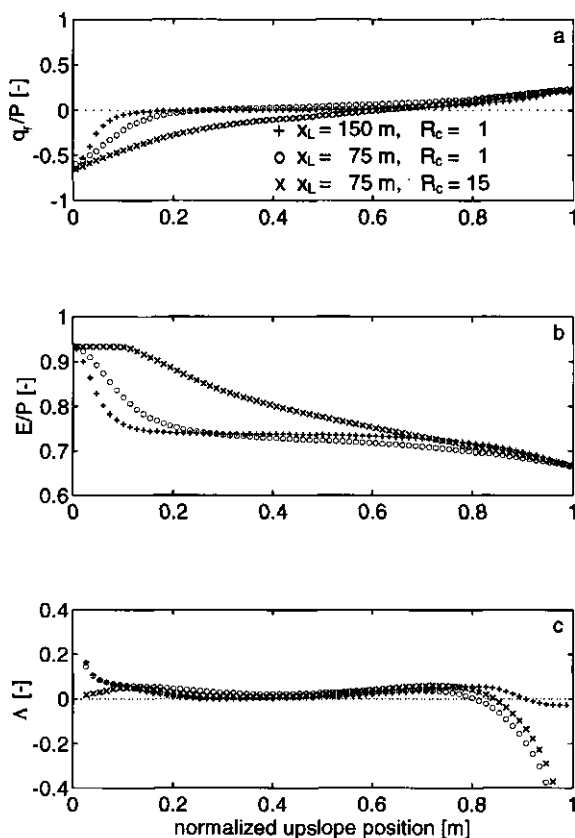 a
1
0.5
0
-0.5
-1
q_r/P [-]
+ x_L = 150 m, R_c = 1
o x_L = 75 m, R_c = 1
x x_L = 75 m, R_c = 15
0 0.2 0.4 0.6 0.8 1
b
1
0.9
0.8
0.7
0.6
E/P [-]
0 0.2 0.4 0.6 0.8 1
c
0.4
0.2
0
-0.2
-0.4
Λ [-]
0 0.2 0.4 0.6 0.8 1
normalized upslope position [m]